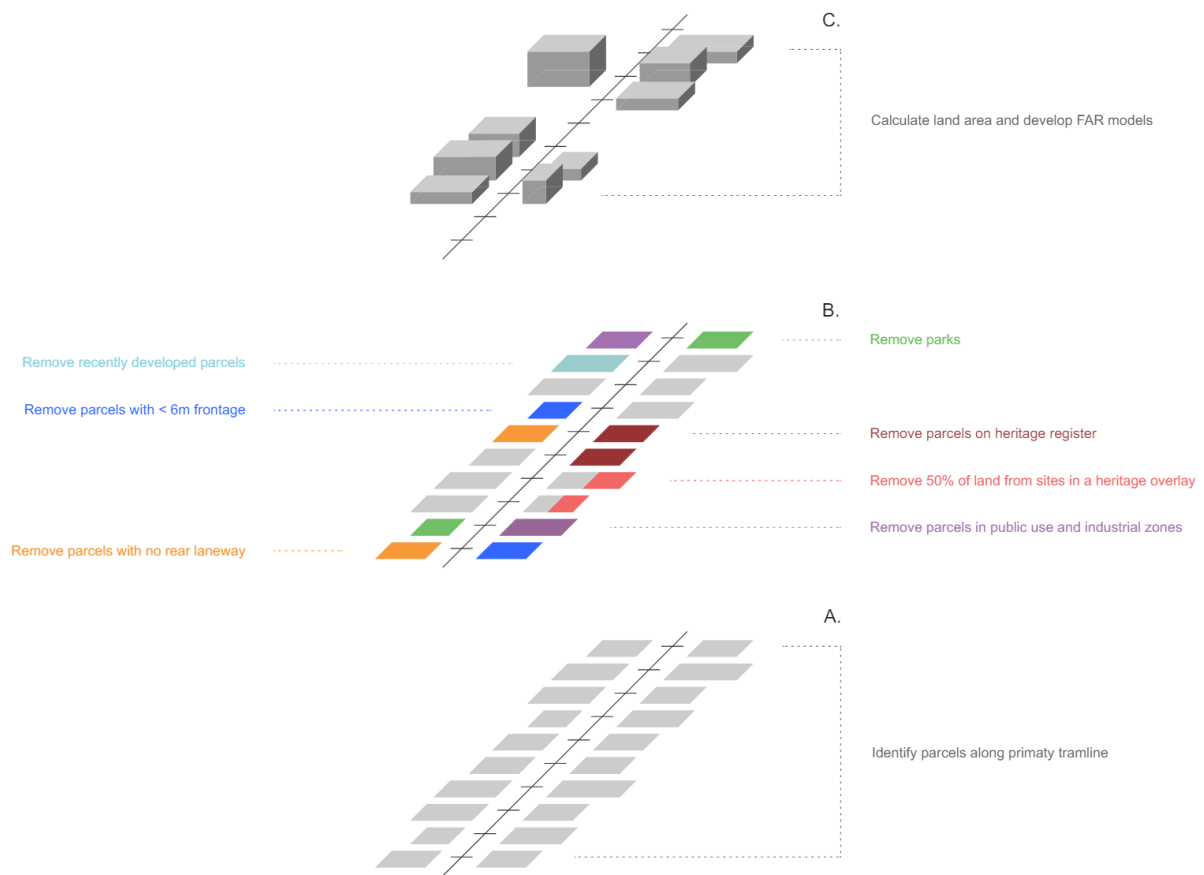 C.
Calculate land area and develop FAR models
B.
Remove parks
Remove recently developed parcels
Remove parcels with < 6m frontage
Remove parcels on heritage register
Remove 50% of land from sites in a heritage overlay
Remove parcels in public use and industrial zones
Remove parcels with no rear laneway
A.
Identify parcels along primaty tramline